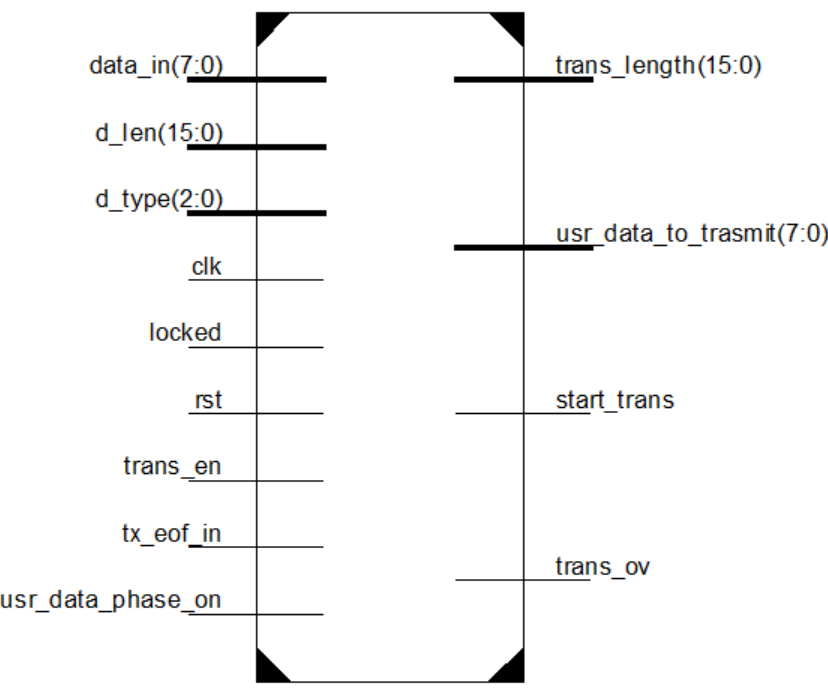 data_in(7:0)
trans_length(15:0)
d_len(15:0)
d_type(2:0)
usr_data_to_trasmit(7:0)
clk
locked
rst
start_trans
trans_en
tx_eof_in
trans_ov
usr_data_phase_on